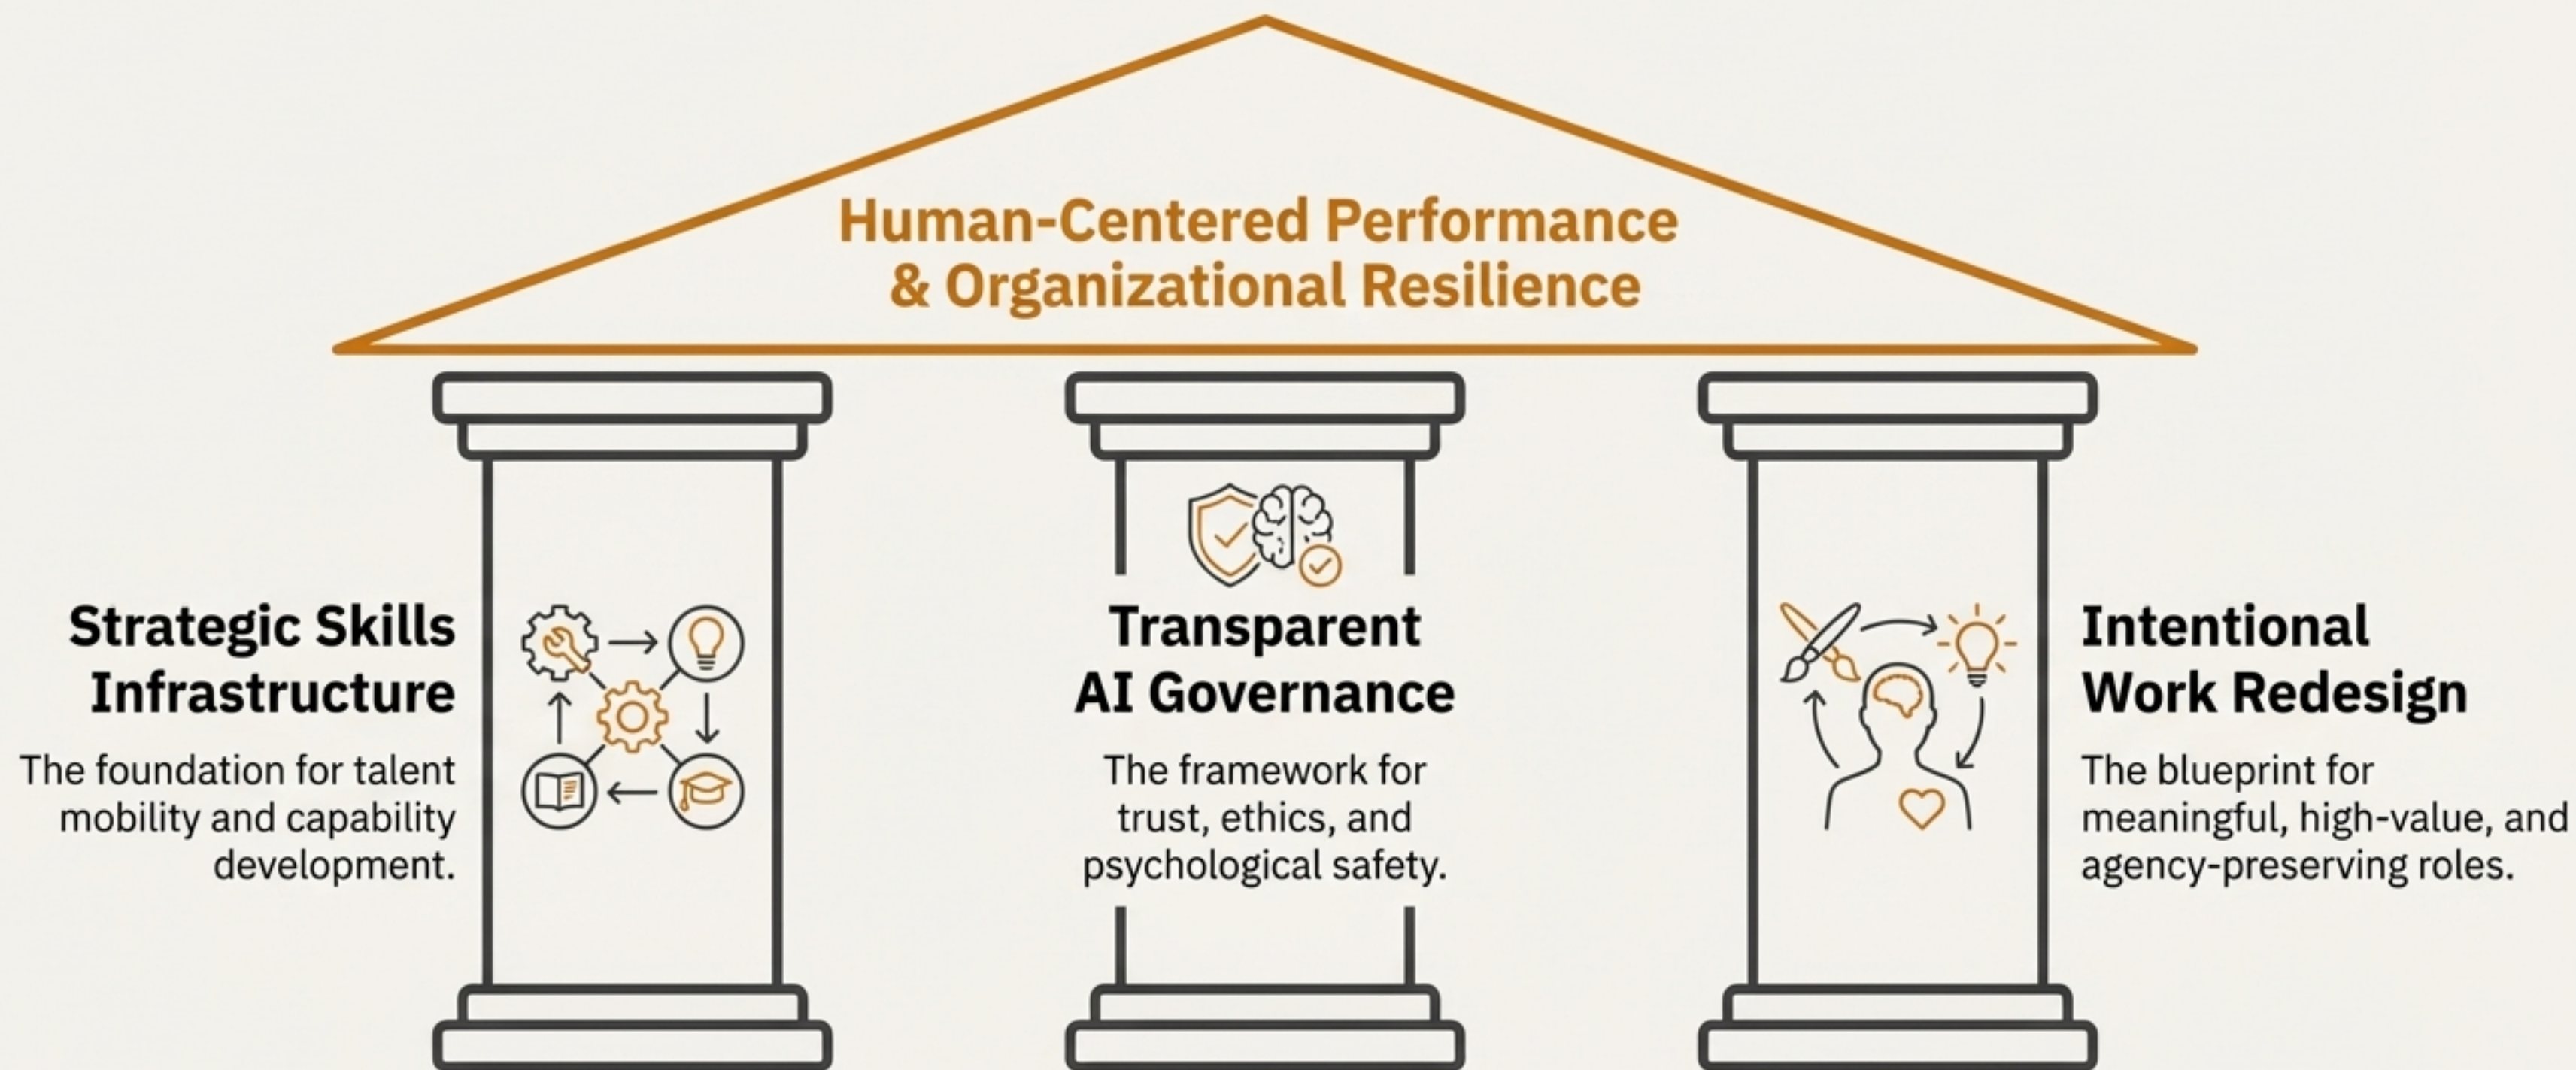 Human-Centered Performance
& Organizational Resilience
Strategic Skills
Infrastructure
The foundation for talent
mobility and capability
development.
Transparent
AI Governance
The framework for
trust, ethics, and
psychological safety.
Intentional
Work Redesign
The blueprint for
meaningful, high-value, and
agency-preserving roles.